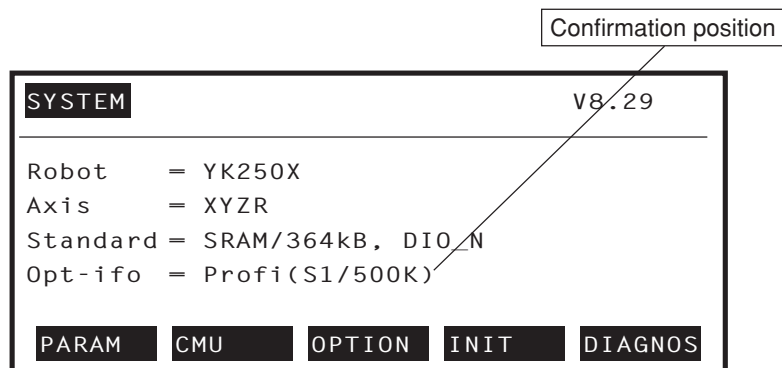 Confirmation position
SYSTEM V8.29
Robot = YK250X
Axis = XYZR
Standard = SRAM/364kB, DIO_N
Opt-ifo = Profi(S1/500K)
PARAM CMU OPTION INIT DIAGNOS